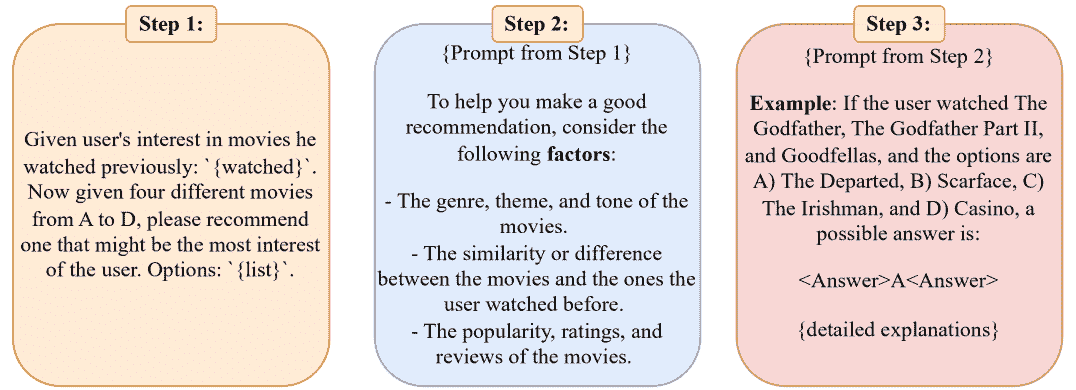 Step 1:
Given user's interest in movies he
watched previously: `{watched}`.
Now given four different movies
from A to D, please recommend
one that might be the most interest
of the user. Options: `{list}`.
Step 2:
{Prompt from Step 1}
To help you make a good
recommendation, consider the
following factors:
- The genre, theme, and tone of the
movies.
- The similarity or difference
between the movies and the ones the
user watched before.
- The popularity, ratings, and
reviews of the movies.
Step 3:
{Prompt from Step 2}
Example: If the user watched The
Godfather, The Godfather Part II,
and Goodfellas, and the options are
A) The Departed, B) Scarface, C)
The Irishman, and D) Casino, a
possible answer is:
<Answer>A<Answer>
{detailed explanations}